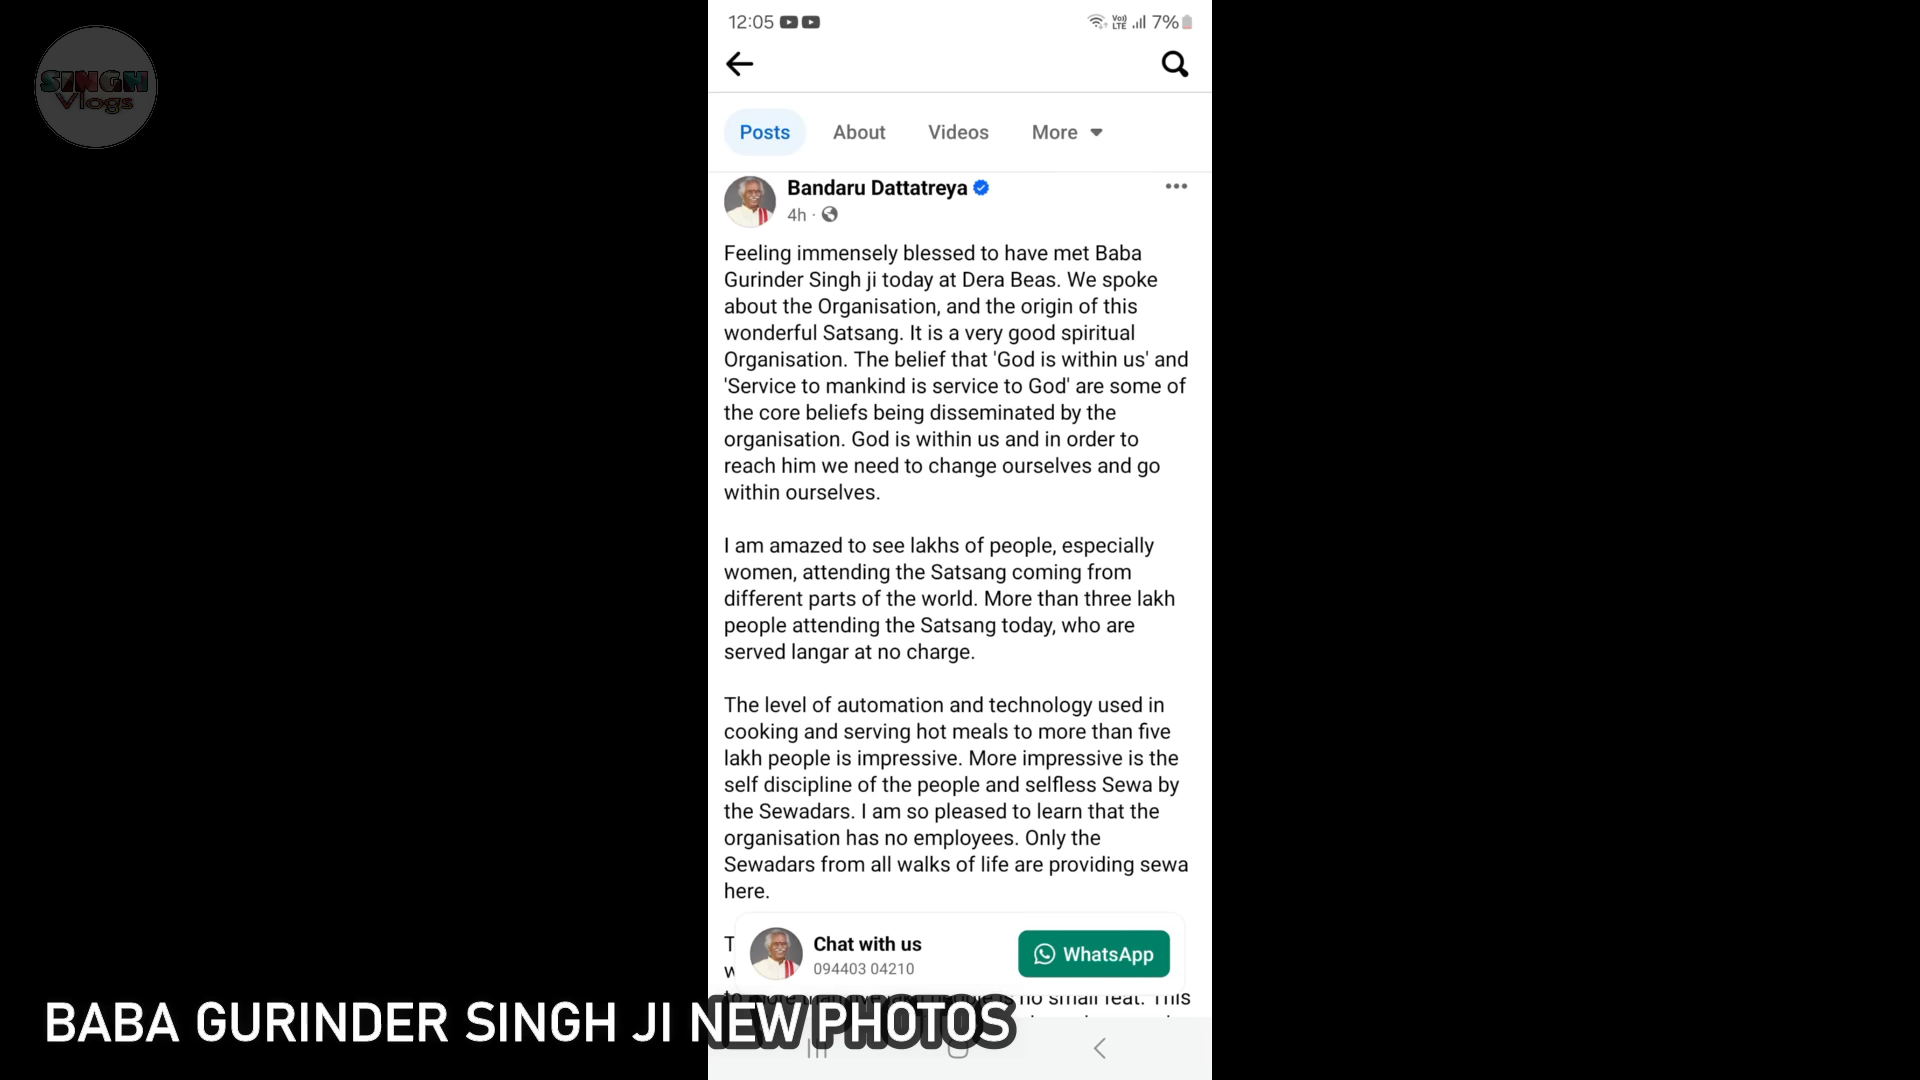 SINGH
Vlogs
12:05
Vo))
LTE
7%
Posts
About
Videos
More
Bandaru Dattatreya
4h ·
Feeling immensely blessed to have met Baba
Gurinder Singh ji today at Dera Beas. We spoke
about the Organisation, and the origin of this
wonderful Satsang. It is a very good spiritual
Organisation. The belief that 'God is within us' and
'Service to mankind is service to God' are some of
the core beliefs being disseminated by the
organisation. God is within us and in order to
reach him we need to change ourselves and go
within ourselves.
I am amazed to see lakhs of people, especially
women, attending the Satsang coming from
different parts of the world. More than three lakh
people attending the Satsang today, who are
served langar at no charge.
The level of automation and technology used in
cooking and serving hot meals to more than five
lakh people is impressive. More impressive is the
self discipline of the people and selfless Sewa by
the Sewadars. I am so pleased to learn that the
organisation has no employees. Only the
Sewadars from all walks of life are providing sewa
here.
Chat with us
094403 04210
WhatsApp
is no small feat. This
BABA GURINDER SINGH JI NEW PHOTOS